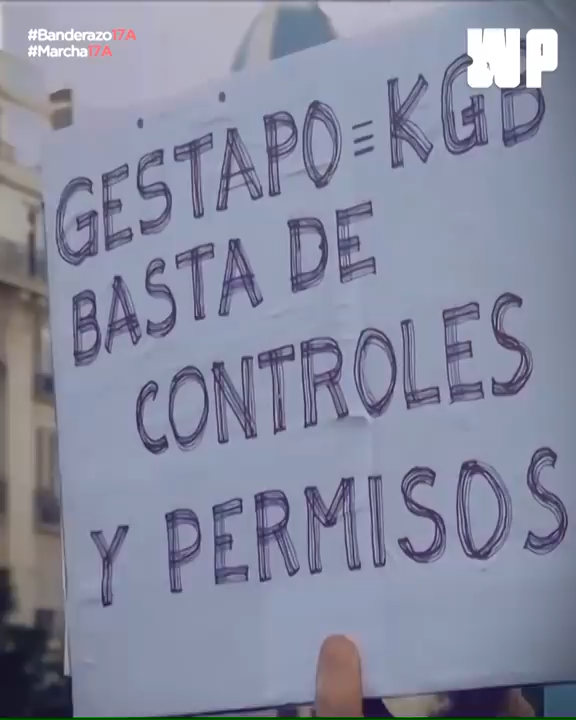 #Banderazo17A
#Marcha17A
WP
GESTAPO≡KGB
BASTA DE
CONTROLES
Y PERMISOS